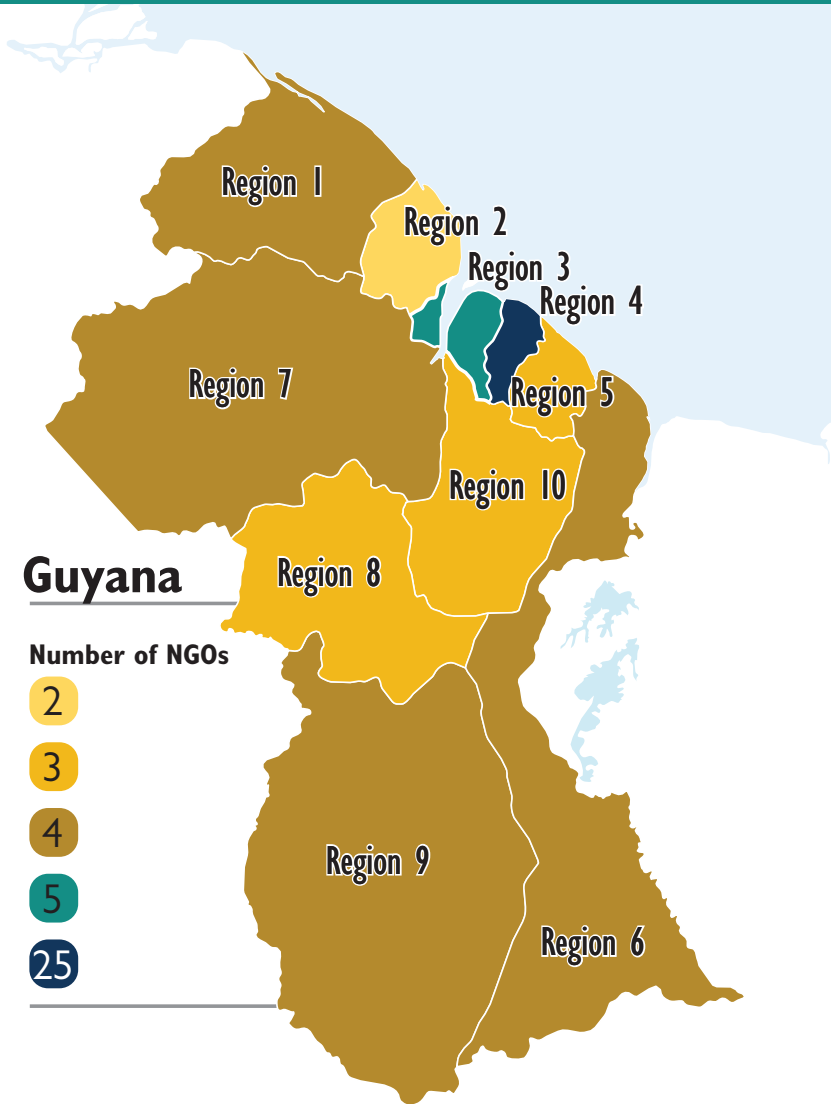 Region 1
Region 2
Region 3
Region 4
Region 7
Region 5
Region 10
Region 8
Guyana
Number of NGOs
2
3
4
5
25
Region 9
Region 6